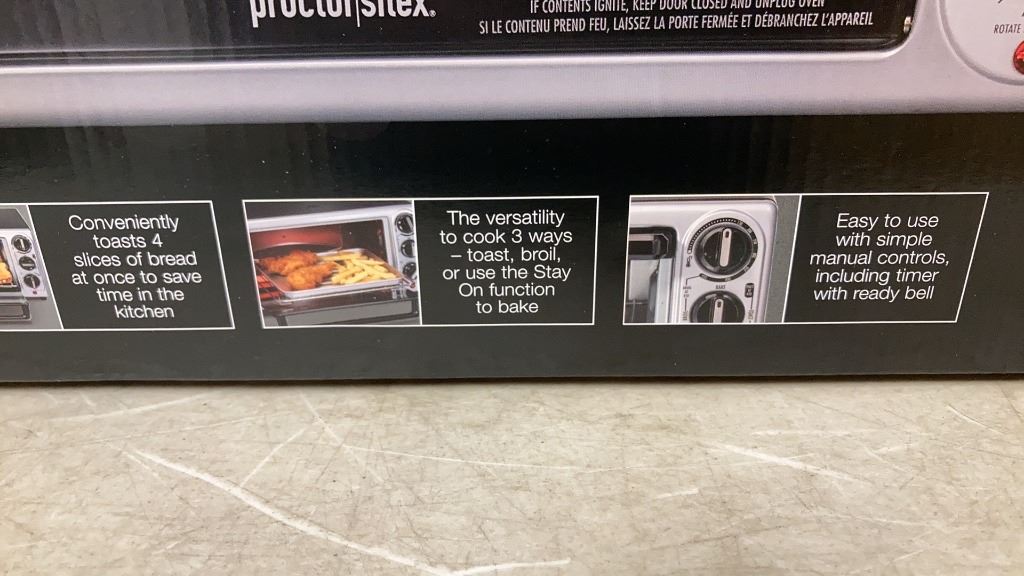 proctor silex®
IF CONTENTS IGNITE, KEEP DOOR CLOSED AND UNPLUG OVEN
SI LE CONTENU PREND FEU, LAISSEZ LA PORTE FERMÉE ET DÉBRANCHEZ L'APPAREIL
ROTATE
Conveniently
toasts 4
slices of bread
at once to save
time in the
kitchen
The versatility
to cook 3 ways
– toast, broil,
or use the Stay
On function
to bake
Easy to use
with simple
manual controls,
including timer
with ready bell